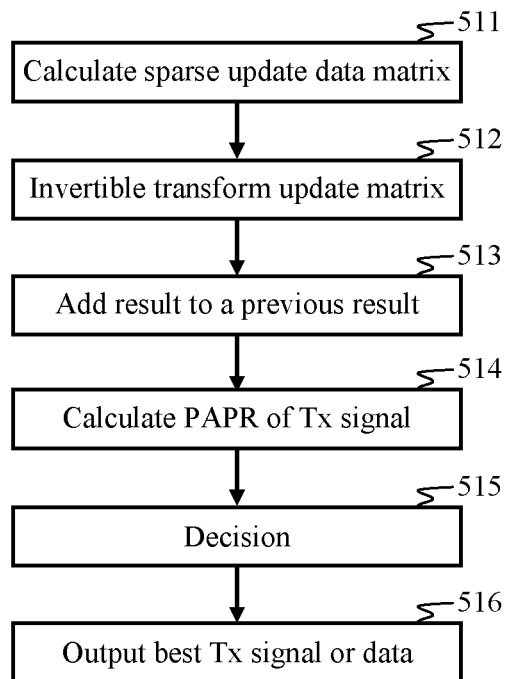 511
Calculate sparse update data matrix
512
Invertible transform update matrix
513
Add result to a previous result
514
Calculate PAPR of Tx signal
515
Decision
516
Output best Tx signal or data